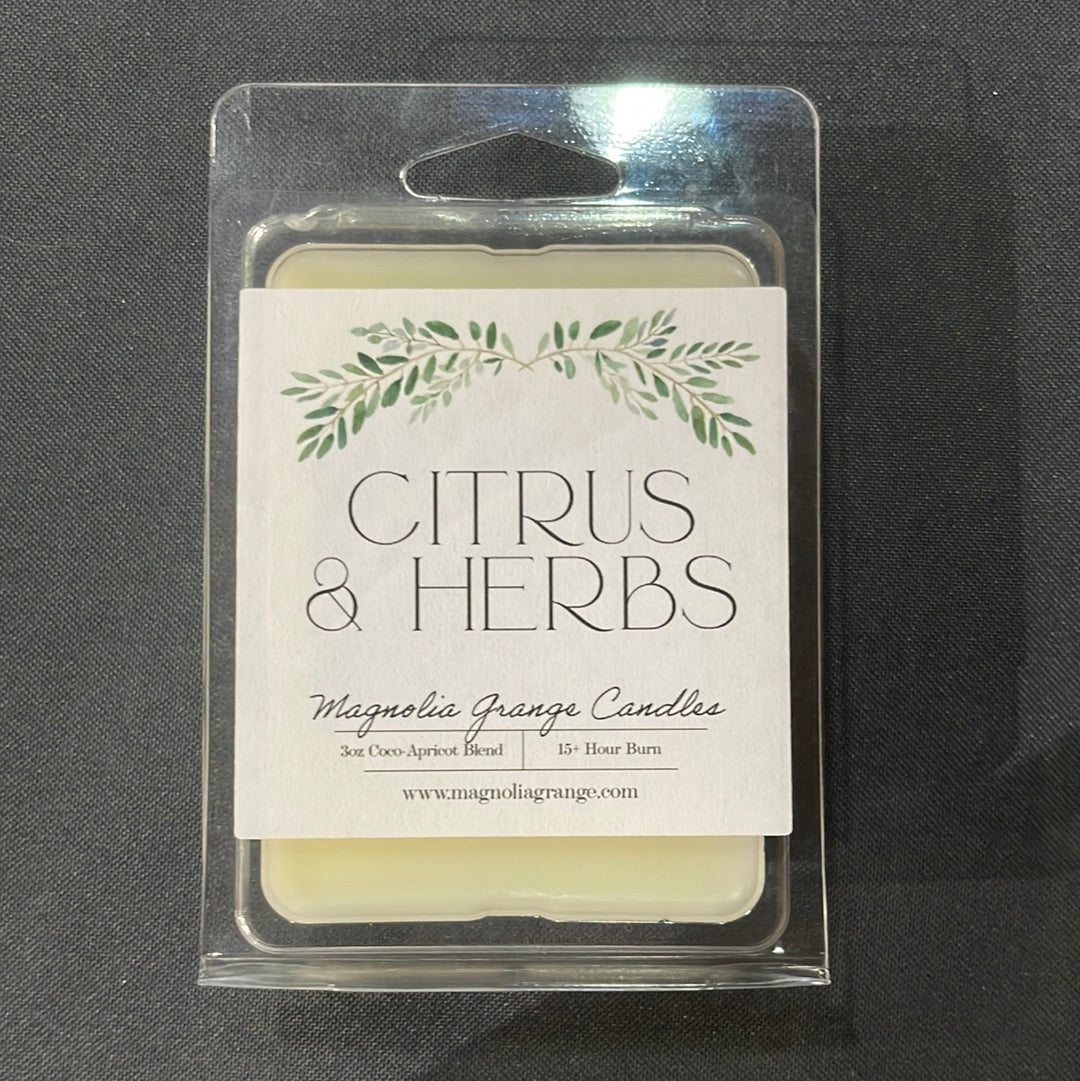 CITRUS
& HERBS
Magnolia Grange Candles
3oz Coco-Apricot Blend 15+ Hour Burn
www.magnoliagrange.com